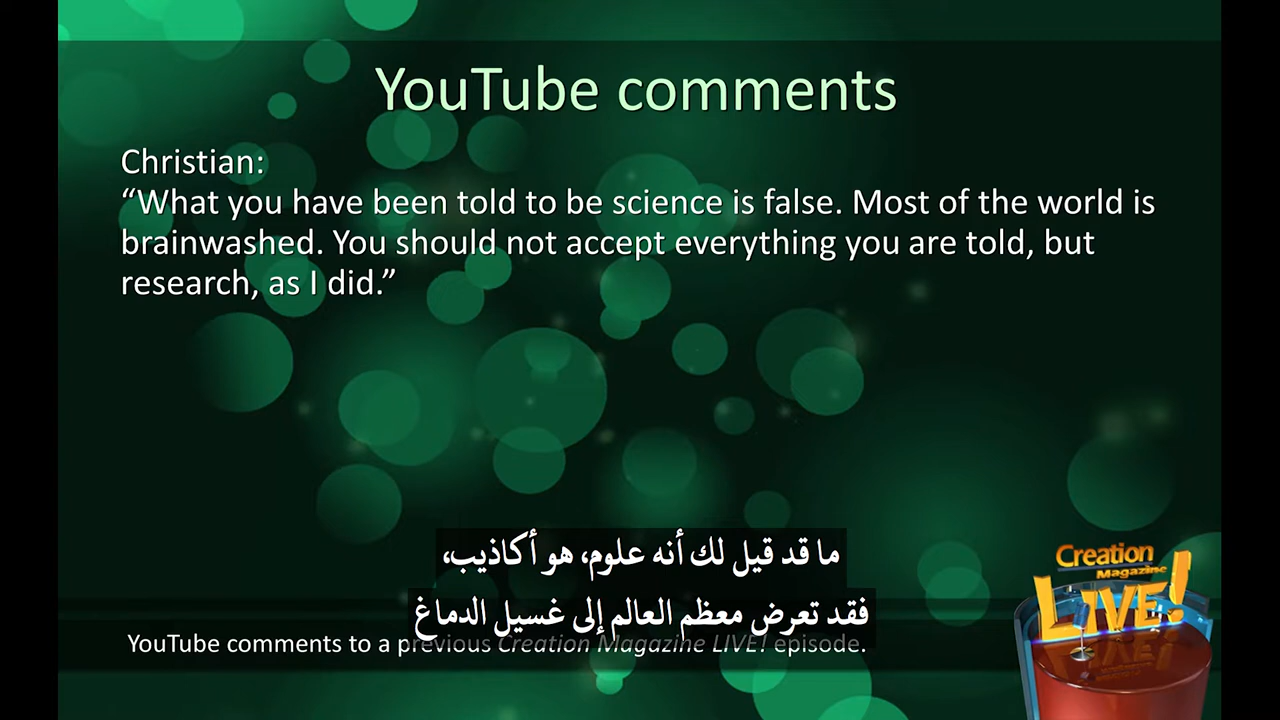 YouTube comments
Christian:
“What you have been told to be science is false. Most of the world is
brainwashed. You should not accept everything you are told, but
research, as I did.”
ما قد قيل لك أنه علوم، هو أكاذيب،
فقد تعرض معظم العالم إلى غسيل الدماغ
YouTube comments to a previous Creation Magazine LIVE! episode.
Creation
Magazine
LIVE!